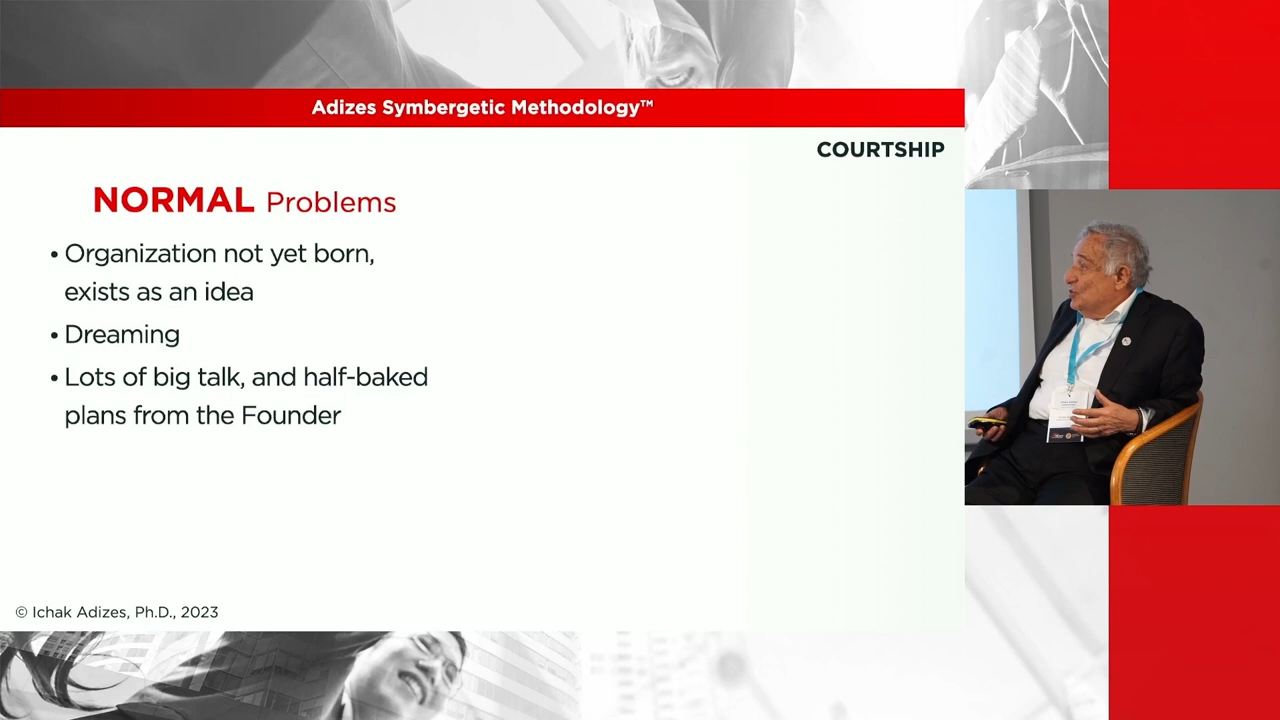 Adizes Symbergetic Methodology™
COURTSHIP
NORMAL Problems
• Organization not yet born,
exists as an idea
• Dreaming
• Lots of big talk, and half-baked
plans from the Founder
© Ichak Adizes, Ph.D., 2023